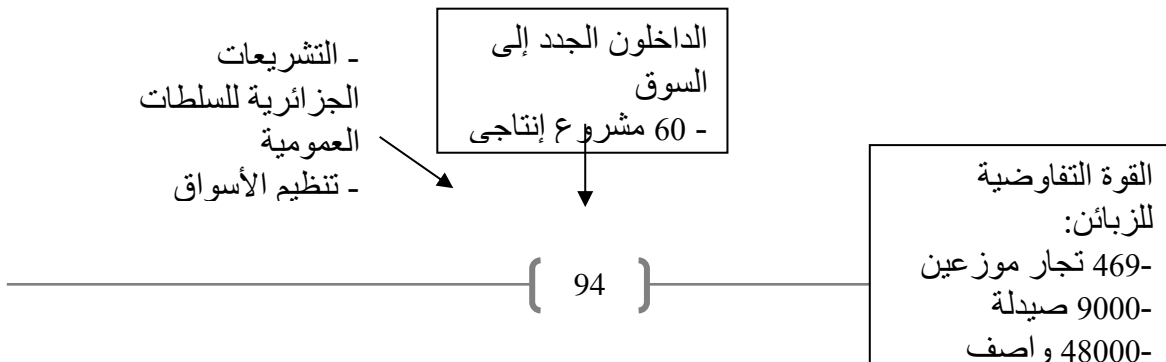 - التشريعات
الجزائرية للسلطات
العمومية
- تنظيم الأسواق
الداخلون الجدد إلى
السوق
- 60 مشروع إنتاجي
القوة التفاوضية
للزبائن:
-469 تجار موزعين
-9000 صيدلة
-48000 واصف
94